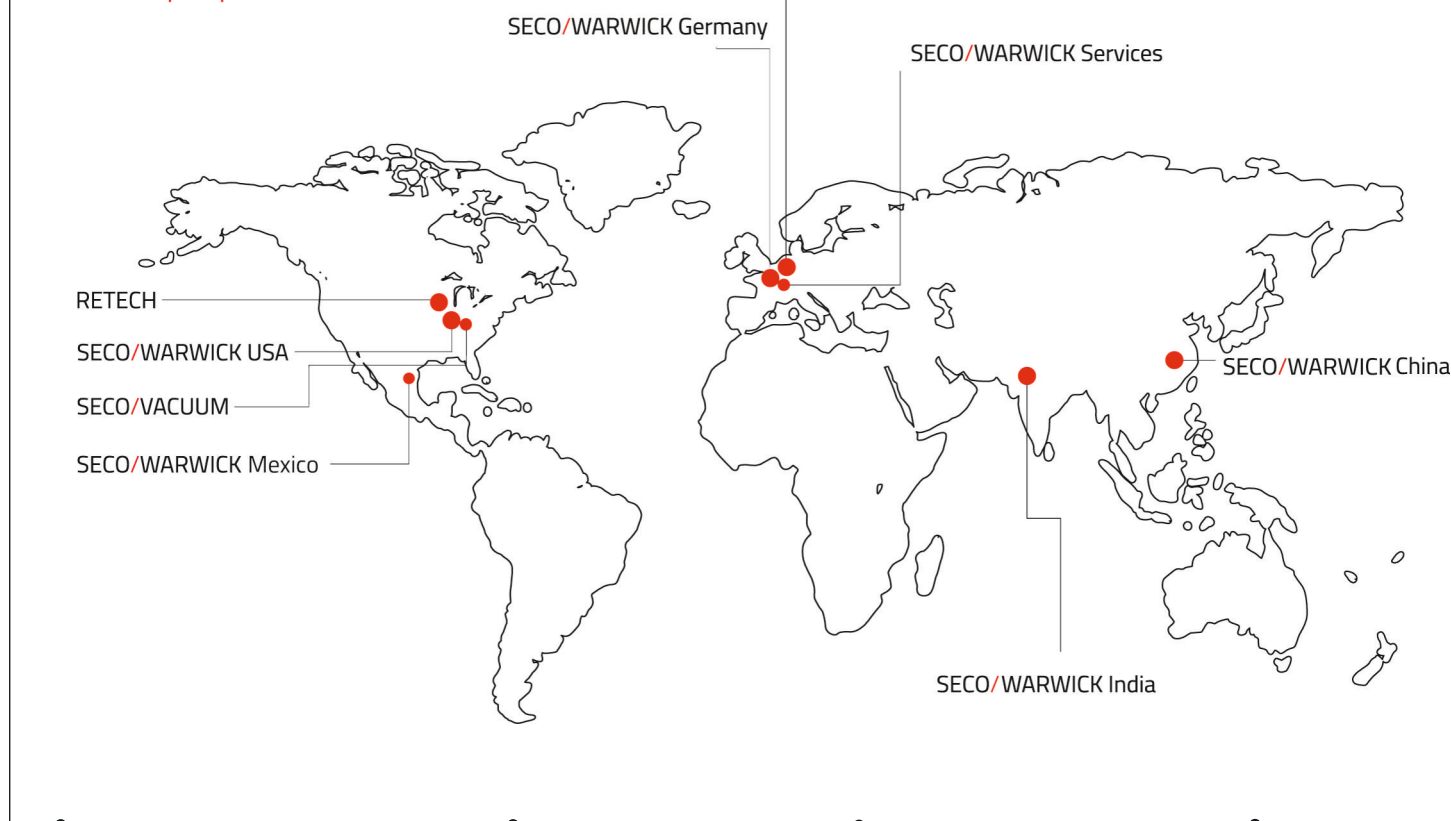 SECO/WARWICK Germany
SECO/WARWICK Services
RETECH
SECO/WARWICK USA
SECO/WARWICK China
SECO/VACUUM
SECO/WARWICK Mexico
SECO/WARWICK India